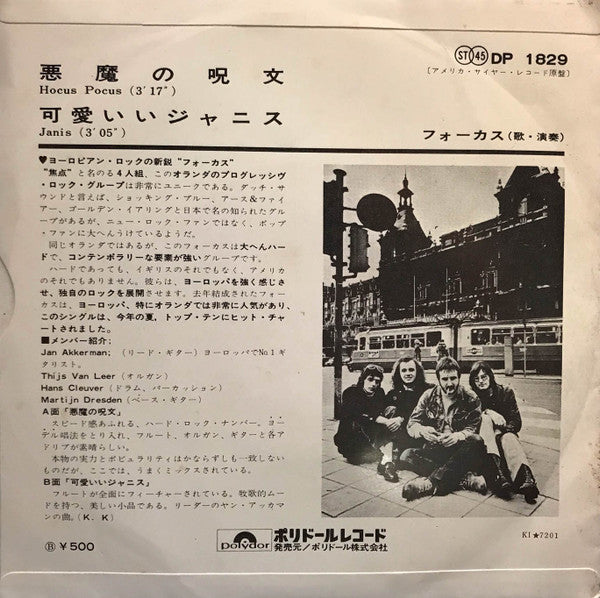 悪魔の呪文
Hocus Pocus (3′17″)
可愛いいジャニス
Janis (3′05″)
ST 45 DP 1829
〔アメリカ・サイヤー・レコード原盤〕
フォーカス(歌・演奏)
♥ヨーロピアン・ロックの新鋭“フォーカス”
“焦点”と名のる4人組、このオランダのプログレッシヴ
・ロック・グループは非常にユニークである。ダッチ・サ
ウンドと言えば、ショッキング・ブルー、アース&ファイ
アー、ゴールデン・イアリングと日本で名の知られたグル
ープがあるが、ニュー・ロック・ファンではなく、ポップ
・ファンに大へんうけているようだ。
同じオランダではあるが、このフォーカスは大へんハー
ドで、コンテンポラリーな要素が強いグループです。
ハードであっても、イギリスのそれでもなく、アメリカ
のそれでもありません。彼らは、ヨーロッパを強く感じさ
せ、独自のロックを展開させます。去年結成されたフォー
カスは、ヨーロッパ、特にオランダでは非常に人気があり、
このシングルは、今年の夏、トップ・テンにヒット・チャ
ートされました。
■メンバー紹介:
Jan Akkerman; (リード・ギター) ヨーロッパでNo.1ギ
タリスト。
Thijs Van Leer (オルガン)
Hans Cleuver (ドラム、パーカッション)
Martijn Dresden (ベース・ギター)
A面「悪魔の呪文」
スピード感あふれる、ハード・ロック・ナンバー。ヨー
デル唱法をとり入れ、フルート、オルガン、ギターと各ア
ドリブが素晴らしい。
本物の実力とポピュラリティはかならずしも一致しない
ものだが、ここでは、うまくミックスされている。
B面「可愛いいジャニス」
フルートが全面にフィーチャーされている。牧歌的ムー
ドを持つ、美しい小品である。リーダーのヤン・アッカマ
ンの曲。(K.K)
Ⓑ ¥500
polydor
ポリドールレコード
発売元/ポリドール株式会社
KI★7201